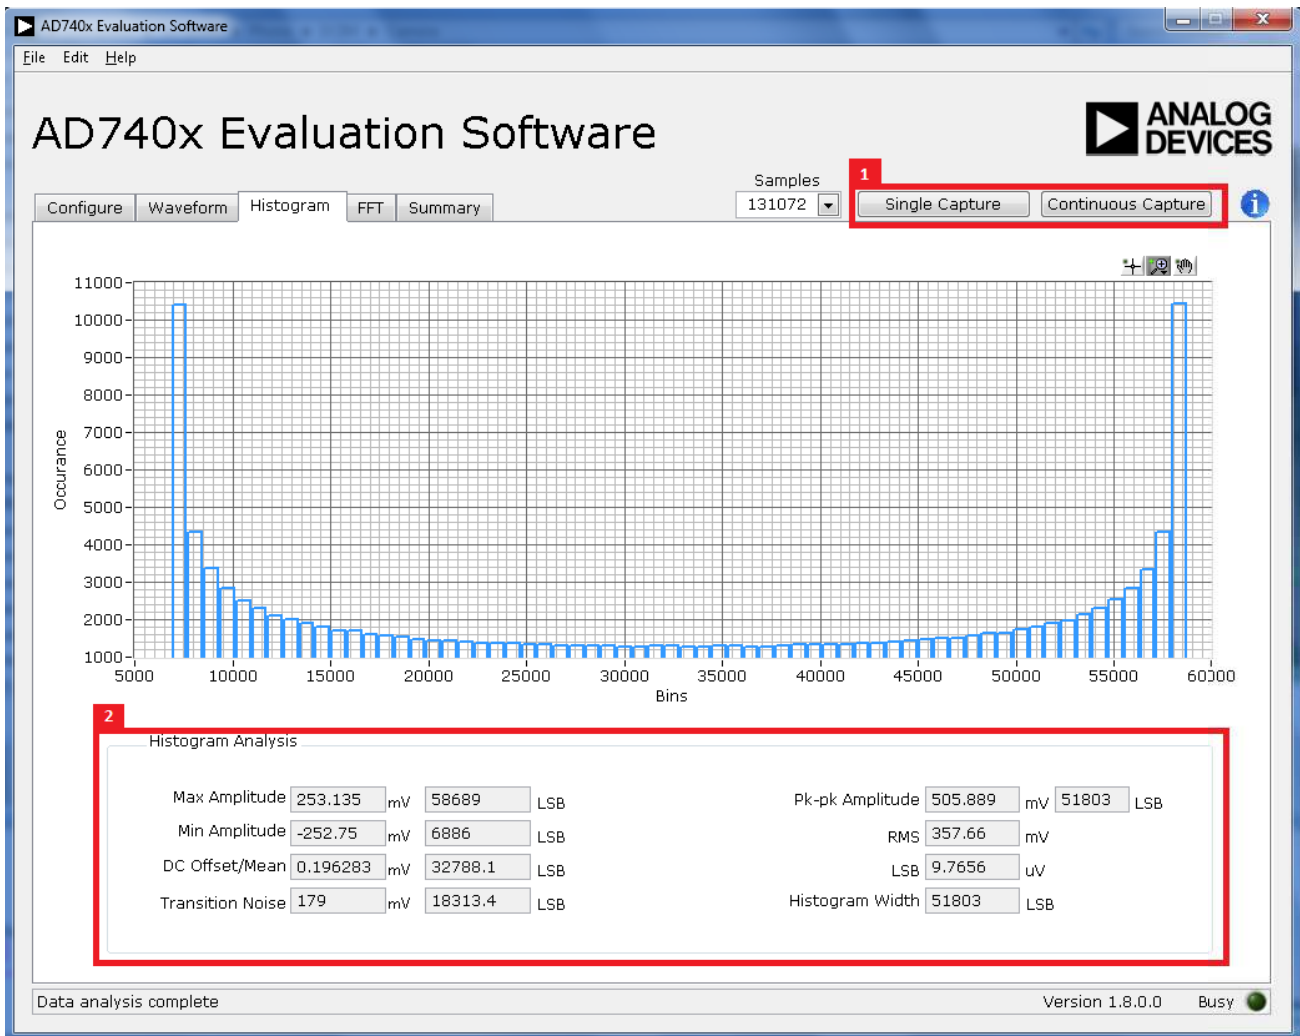 AD740x Evaluation Software
File Edit Help
AD740x Evaluation Software
ANALOG
DEVICES
Samples
1
Configure Waveform Histogram FFT Summary 131072 Single Capture Continuous Capture i
11000
10000
9000
8000
7000
6000
5000
4000
3000
2000
1000
Occurance
5000 10000 15000 20000 25000 30000 35000 40000 45000 50000 55000 60000
Bins
2
Histogram Analysis
Max Amplitude 253.135 mV 58689 LSB Pk-pk Amplitude 505.889 mV 51803 LSB
Min Amplitude -252.75 mV 6886 LSB RMS 357.66 mV
DC Offset/Mean 0.196283 mV 32788.1 LSB LSB 9.7656 uV
Transition Noise 179 mV 18313.4 LSB Histogram Width 51803 LSB
Data analysis complete Version 1.8.0.0 Busy